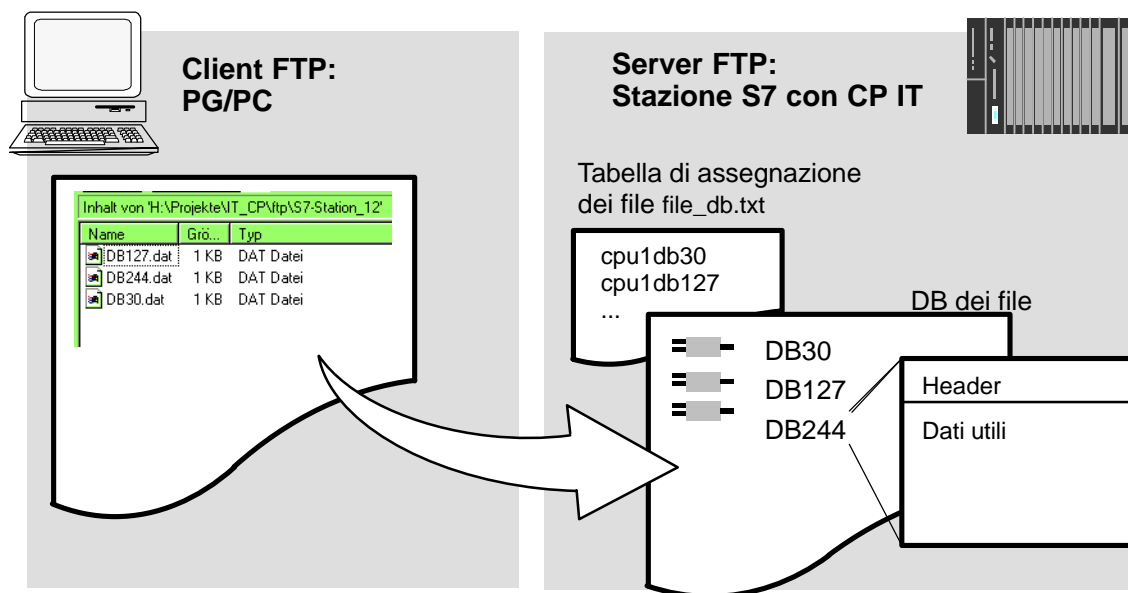 Client FTP:
PG/PC
Inhalt von 'H:\Projekte\IT_CP\ftp\S7-Station_12'
Name Grö... Typ
DB127.dat 1 KB DAT Datei
DB244.dat 1 KB DAT Datei
DB30.dat 1 KB DAT Datei
Server FTP:
Stazione S7 con CP IT
Tabella di assegnazione
dei file file_db.txt
cpu1db30
cpu1db127
...
DB dei file
DB30
DB127
DB244
Header
Dati utili